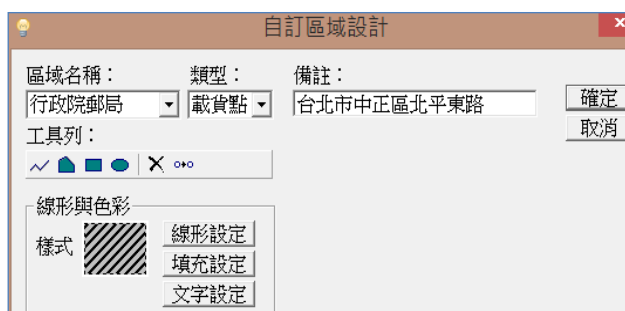 自訂區域設計
區域名稱： 類型： 備註：
行政院郵局 載貨點 台北市中正區北平東路 確定
工具列： 取消
線形與色彩
樣式 線形設定
填充設定
文字設定